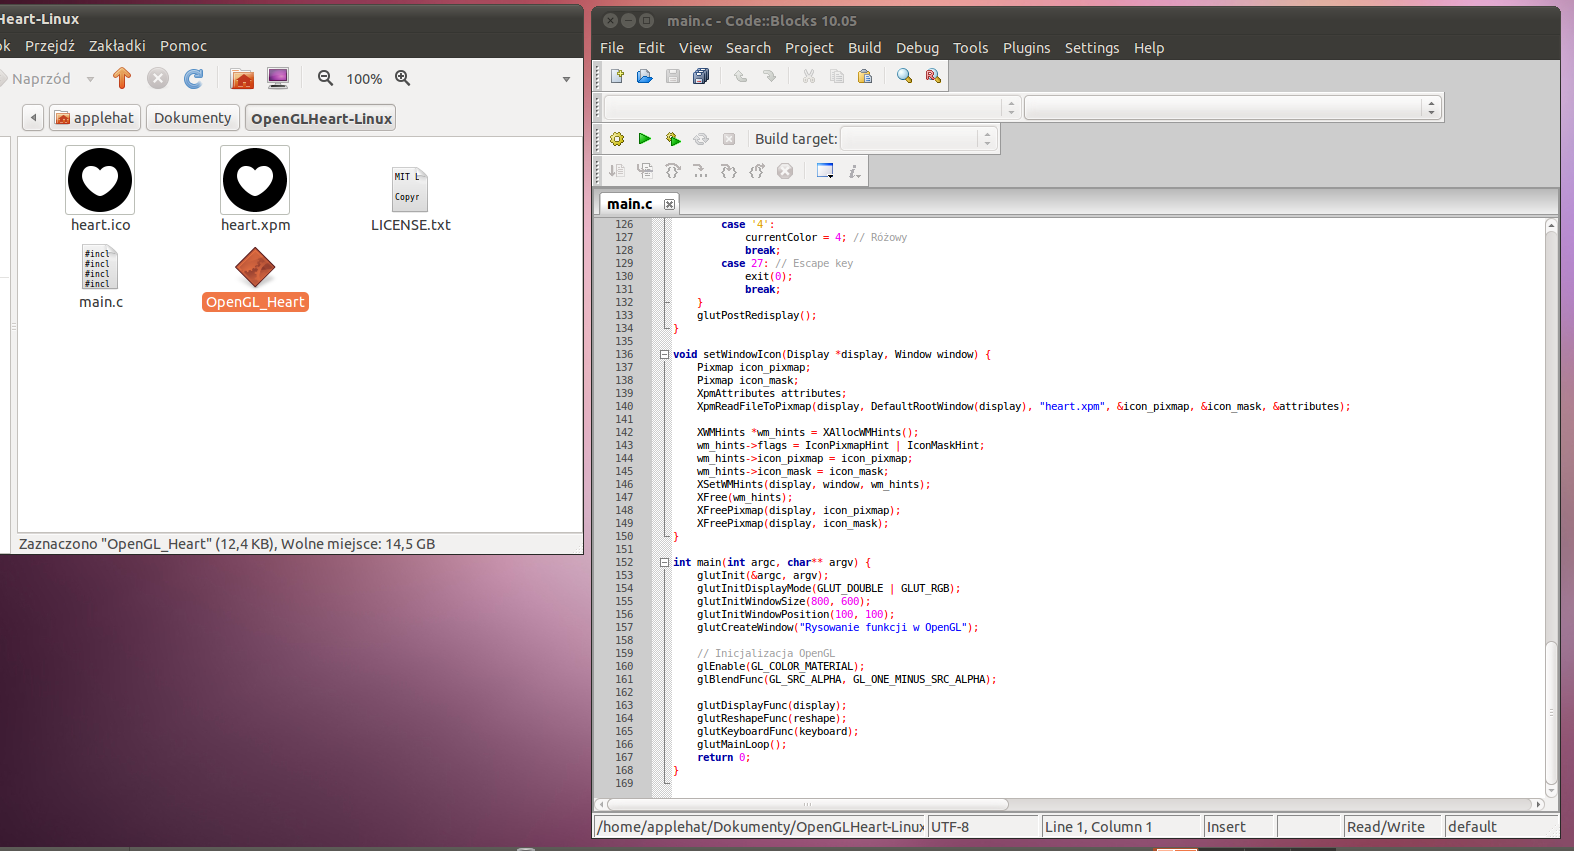 Heart-Linux
ok Przejdź Zakładki Pomoc
Naprzód 100%
applehat Dokumenty OpenGLHeart-Linux
MIT L
Copyr
heart.ico heart.xpm LICENSE.txt
#incl
#incl
#incl
#incl
main.c OpenGL_Heart
Zaznaczono "OpenGL_Heart" (12,4 KB), Wolne miejsce: 14,5 GB
main.c - Code::Blocks 10.05
File Edit View Search Project Build Debug Tools Plugins Settings Help
Build target:
main.c
126 case '4':
127 currentColor = 4; // Różowy
128 break;
129 case 27: // Escape key
130 exit(0);
131 break;
132 }
133 glutPostRedisplay();
134 }
135
136 void setWindowIcon(Display *display, Window window) {
137 Pixmap icon_pixmap;
138 Pixmap icon_mask;
139 XpmAttributes attributes;
140 XpmReadFileToPixmap(display, DefaultRootWindow(display), "heart.xpm", &icon_pixmap, &icon_mask, &attributes);
141
142 XWMHints *wm_hints = XAllocWMHints();
143 wm_hints->flags = IconPixmapHint | IconMaskHint;
144 wm_hints->icon_pixmap = icon_pixmap;
145 wm_hints->icon_mask = icon_mask;
146 XSetWMHints(display, window, wm_hints);
147 XFree(wm_hints);
148 XFreePixmap(display, icon_pixmap);
149 XFreePixmap(display, icon_mask);
150 }
151
152 int main(int argc, char** argv) {
153 glutInit(&argc, argv);
154 glutInitDisplayMode(GLUT_DOUBLE | GLUT_RGB);
155 glutInitWindowSize(800, 600);
156 glutInitWindowPosition(100, 100);
157 glutCreateWindow("Rysowanie funkcji w OpenGL");
158
159 // Inicjalizacja OpenGL
160 glEnable(GL_COLOR_MATERIAL);
161 glBlendFunc(GL_SRC_ALPHA, GL_ONE_MINUS_SRC_ALPHA);
162
163 glutDisplayFunc(display);
164 glutReshapeFunc(reshape);
165 glutKeyboardFunc(keyboard);
166 glutMainLoop();
167 return 0;
168 }
169
/home/applehat/Dokumenty/OpenGLHeart-Linux UTF-8 Line 1, Column 1 Insert Read/Write default